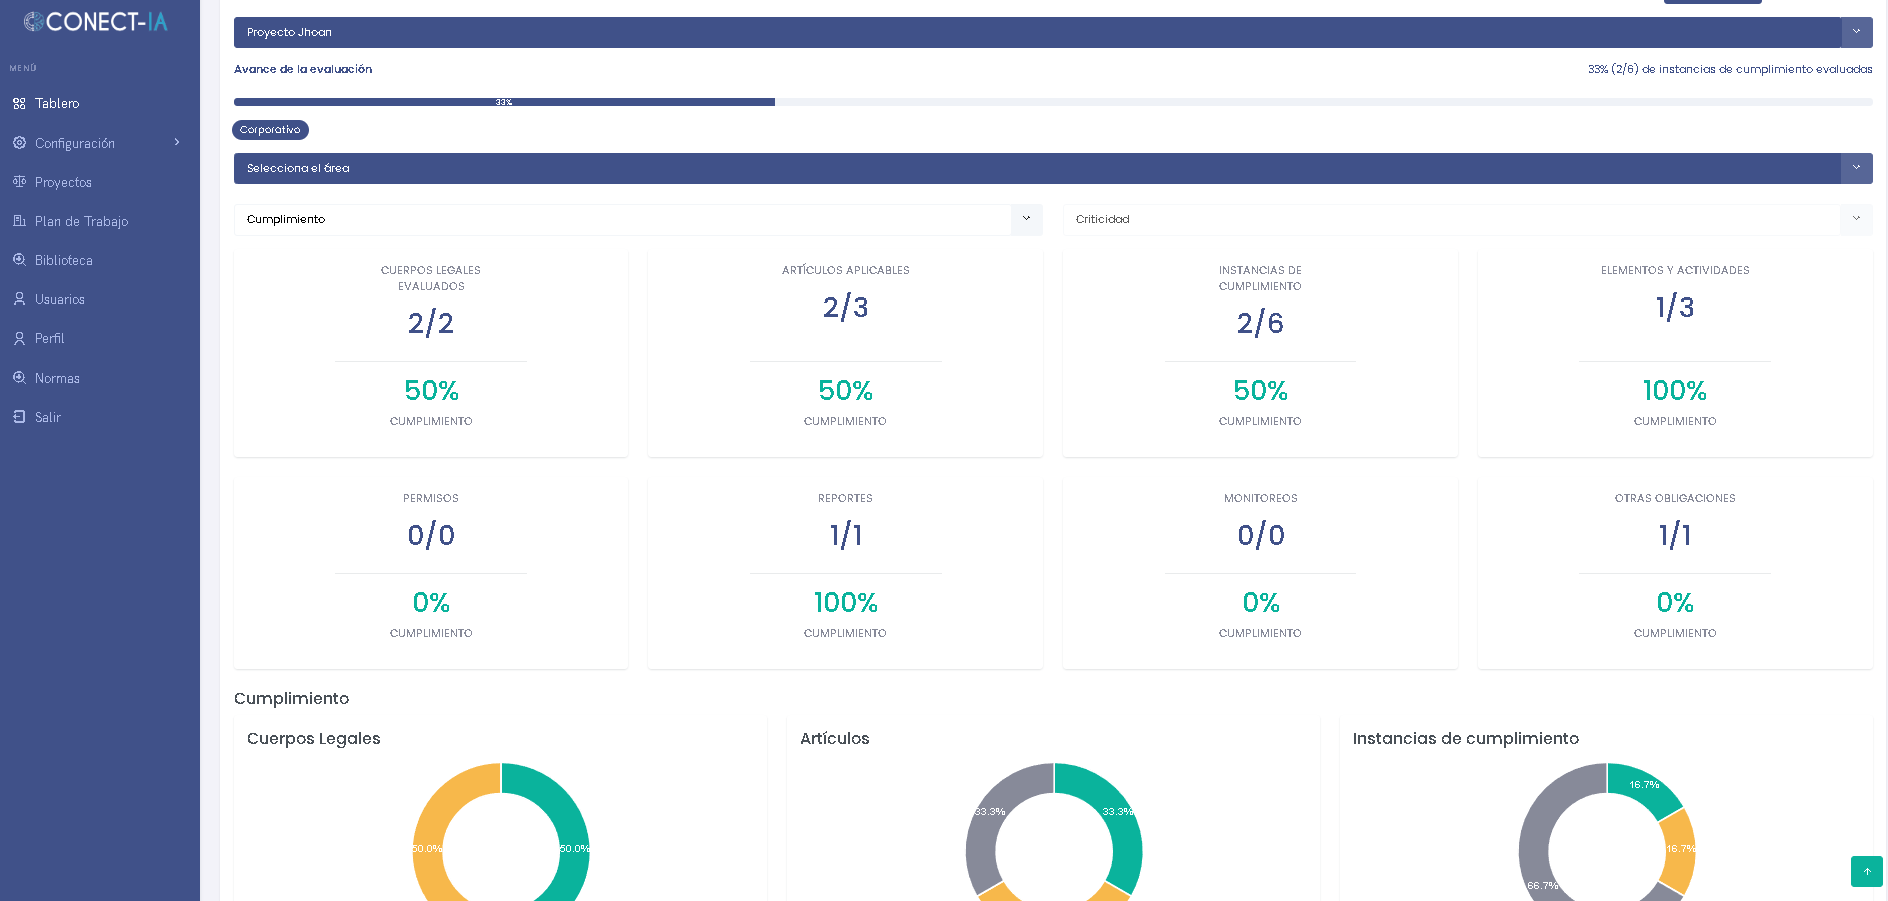 CONECT-IA
MENÚ
Tablero
Configuración
Proyectos
Plan de Trabajo
Biblioteca
Usuarios
Perfil
Normas
Salir
Proyecto Jhoan
Avance de la evaluación
33% (2/6) de instancias de cumplimiento evaluadas
33%
Corporativo
Selecciona el área
Cumplimiento
Criticidad
CUERPOS LEGALES
EVALUADOS
2/2
50%
CUMPLIMIENTO
ARTÍCULOS APLICABLES
2/3
50%
CUMPLIMIENTO
INSTANCIAS DE
CUMPLIMIENTO
2/6
50%
CUMPLIMIENTO
ELEMENTOS Y ACTIVIDADES
1/3
100%
CUMPLIMIENTO
PERMISOS
0/0
0%
CUMPLIMIENTO
REPORTES
1/1
100%
CUMPLIMIENTO
MONITOREOS
0/0
0%
CUMPLIMIENTO
OTRAS OBLIGACIONES
1/1
0%
CUMPLIMIENTO
Cumplimiento
Cuerpos Legales
50.0%
50.0%
Artículos
33.3%
33.3%
Instancias de cumplimiento
16.7%
16.7%
66.7%